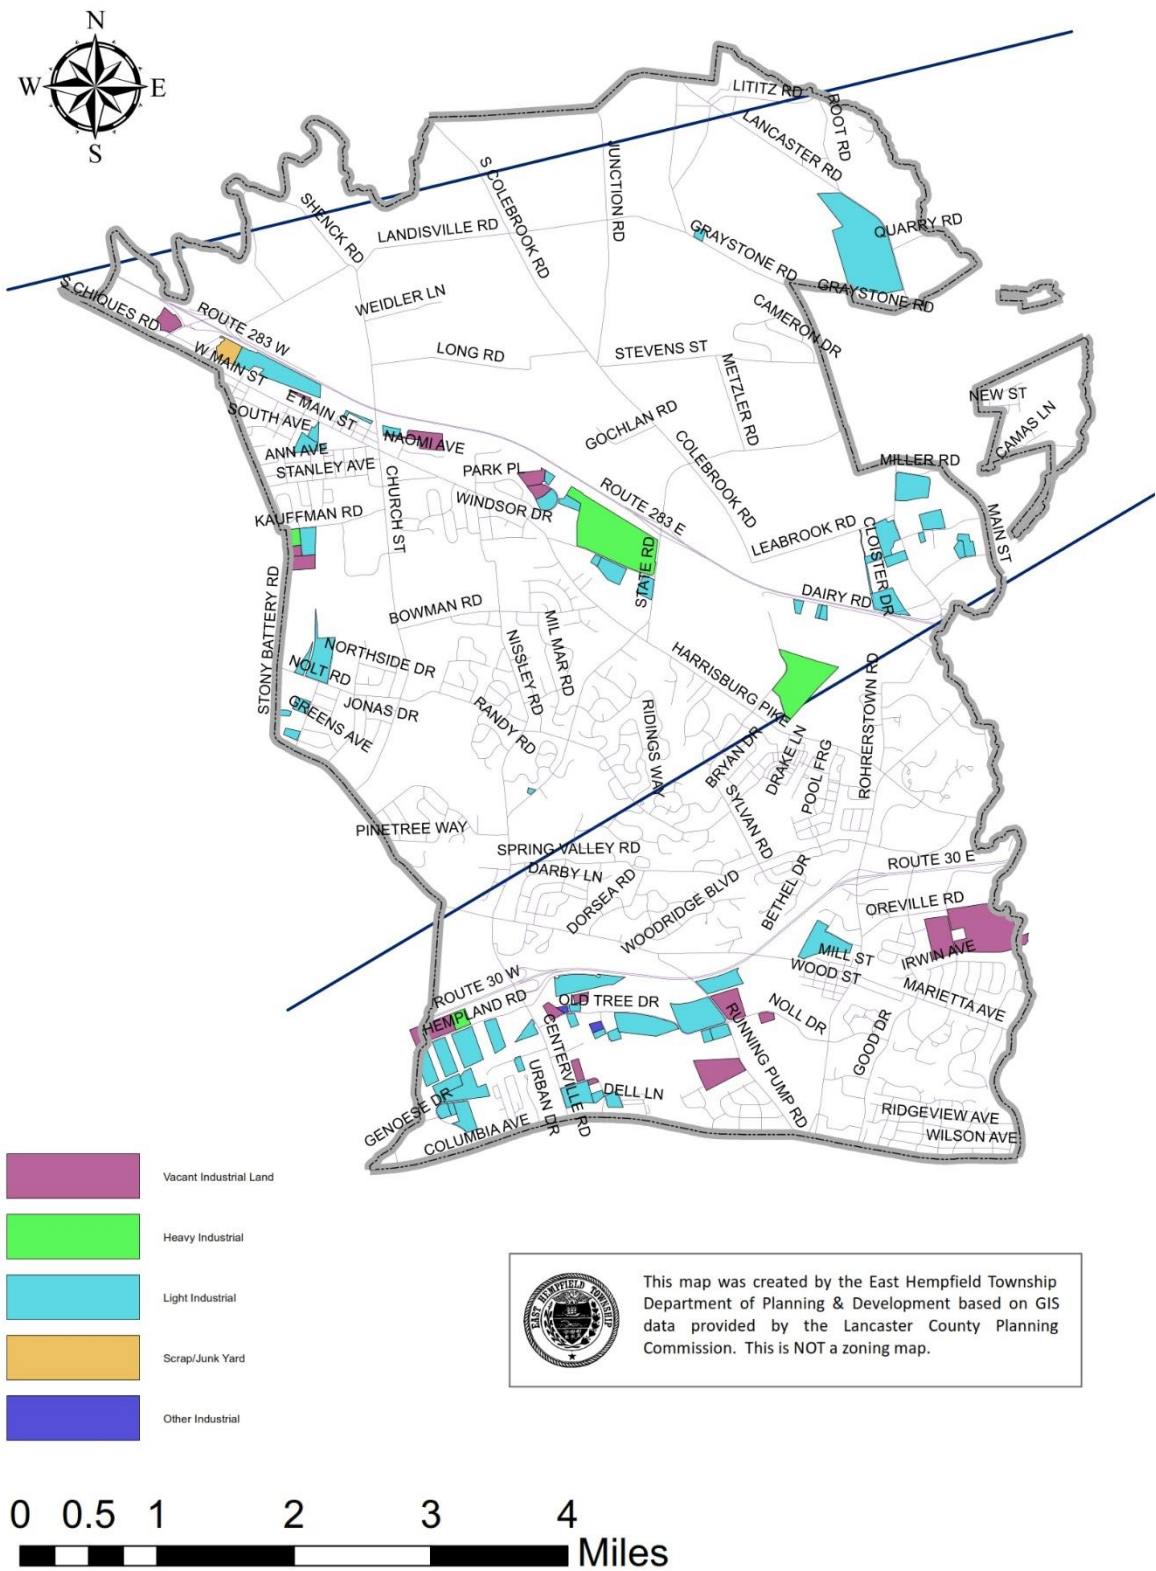 N
W
E
S
LITITZ RD
ROOT RD
LANCASTER RD
JUNCTION RD
S COLEBROOK RD
SHENCK RD
LANDISVILLE RD
QUARRY RD
GRAYSTONE RD
GRAYSTONE RD
S CHIQUES RD
ROUTE 283 W
WEIDLER LN
CAMERON DR
W MAIN ST
LONG RD
STEVENS ST
METZLER RD
NEW ST
CAMAS LN
SOUTH AVE
E MAIN ST
GOCHLAN RD
NAOMI AVE
COLEBROOK RD
ANN AVE
STANLEY AVE
PARK PL
MILLER RD
CHURCH ST
WINDSOR DR
ROUTE 283 E
KAUFFMAN RD
LEABROOK RD
CLOISTER DR
MAIN ST
STATE RD
STONY BATTERY RD
BOWMAN RD
DAIRY RD
MIL MAR RD
NISSLEY RD
NORTHSIDE DR
NOLT RD
HARRISBURG PIKE
ROHRERSTOWN RD
GREENS AVE
JONAS DR
RANDY RD
RIDINGS WAY
BRYAN DR
DRAKE LN
POOL FRG
SYLVAN RD
PINETREE WAY
SPRING VALLEY RD
DARBY LN
DORSEA RD
WOODRIDGE BLVD
BETHEL DR
ROUTE 30 E
OREVILLE RD
MILL ST
WOOD ST
IRWIN AVE
MARIETTA AVE
ROUTE 30 W
HEMPLAND RD
OLD TREE DR
CENTERVILLE RD
RUNNING PUMP RD
NOLL DR
GOOD DR
URBAN DR
DELL LN
GENOESE DR
COLUMBIA AVE
RIDGEVIEW AVE
WILSON AVE
Vacant Industrial Land
Heavy Industrial
Light Industrial
Scrap/Junk Yard
Other Industrial
EAST HEMPFIELD TOWNSHIP
This map was created by the East Hempfield Township
Department of Planning & Development based on GIS
data provided by the Lancaster County Planning
Commission. This is NOT a zoning map.
0 0.5 1 2 3 4
Miles